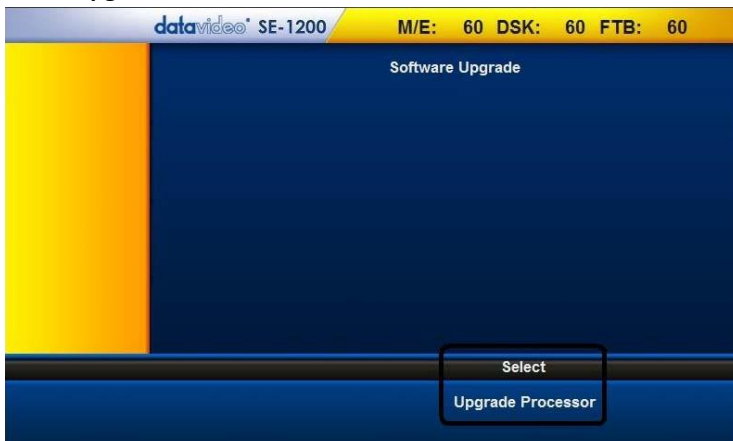 datavideo SE-1200 M/E: 60 DSK: 60 FTB: 60
Software Upgrade
Select
Upgrade Processor